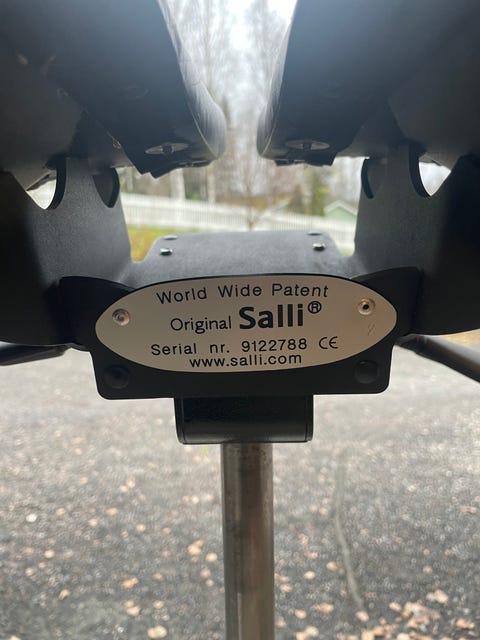 World Wide Patent
Original Salli®
Serial nr. 9122788 CE
www.salli.com